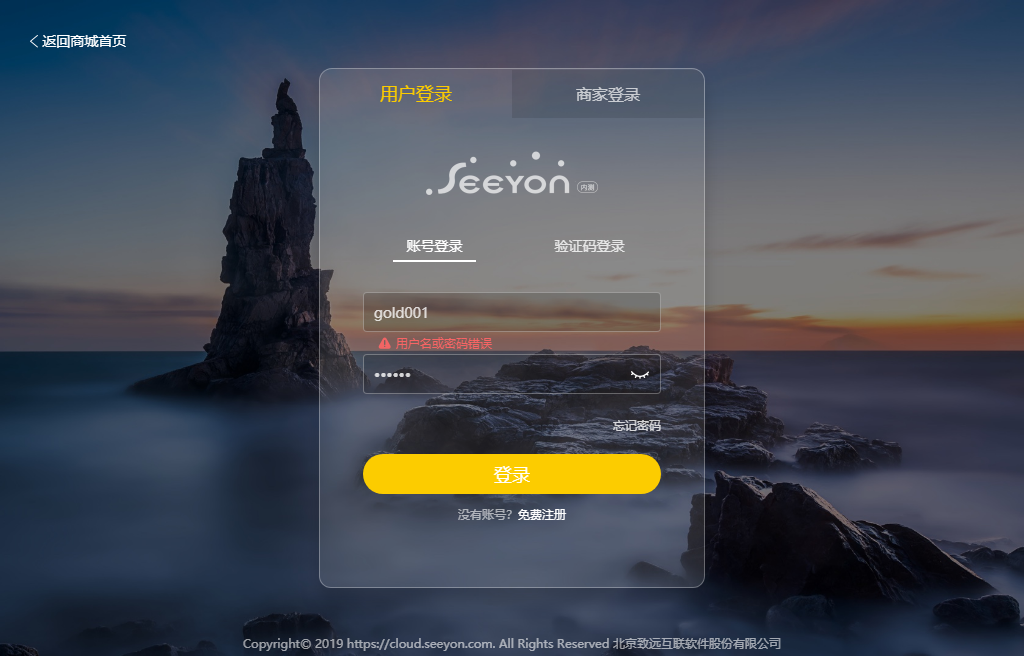 返回商城首页
用户登录
商家登录
Seeyon 内测
账号登录
验证码登录
gold001
用户名或密码错误
••••••
忘记密码
登录
没有账号? 免费注册
Copyright© 2019 https://cloud.seeyon.com. All Rights Reserved 北京致远互联软件股份有限公司